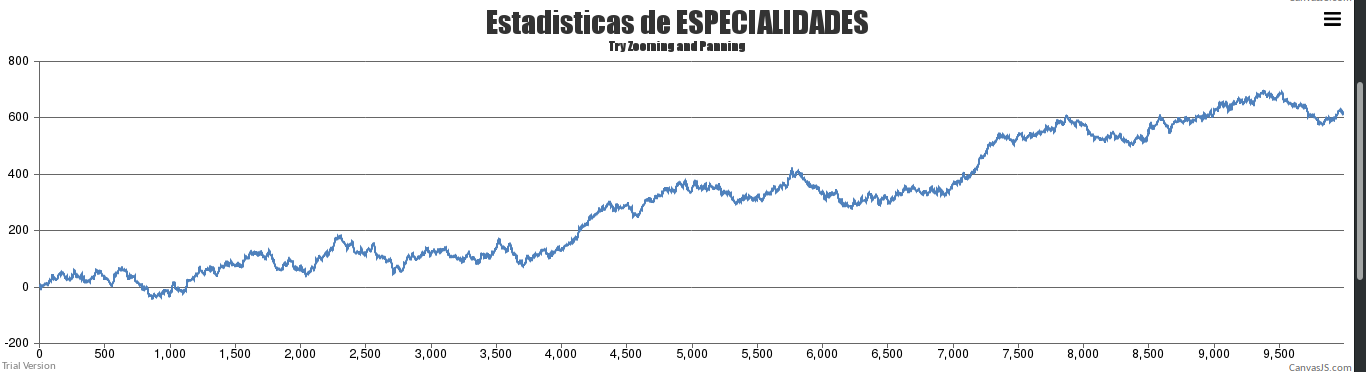 Estadisticas de ESPECIALIDADES
Try Zooming and Panning
800
600
400
200
0
-200
0 500 1,000 1,500 2,000 2,500 3,000 3,500 4,000 4,500 5,000 5,500 6,000 6,500 7,000 7,500 8,000 8,500 9,000 9,500
Trial Version
CanvasJS.com